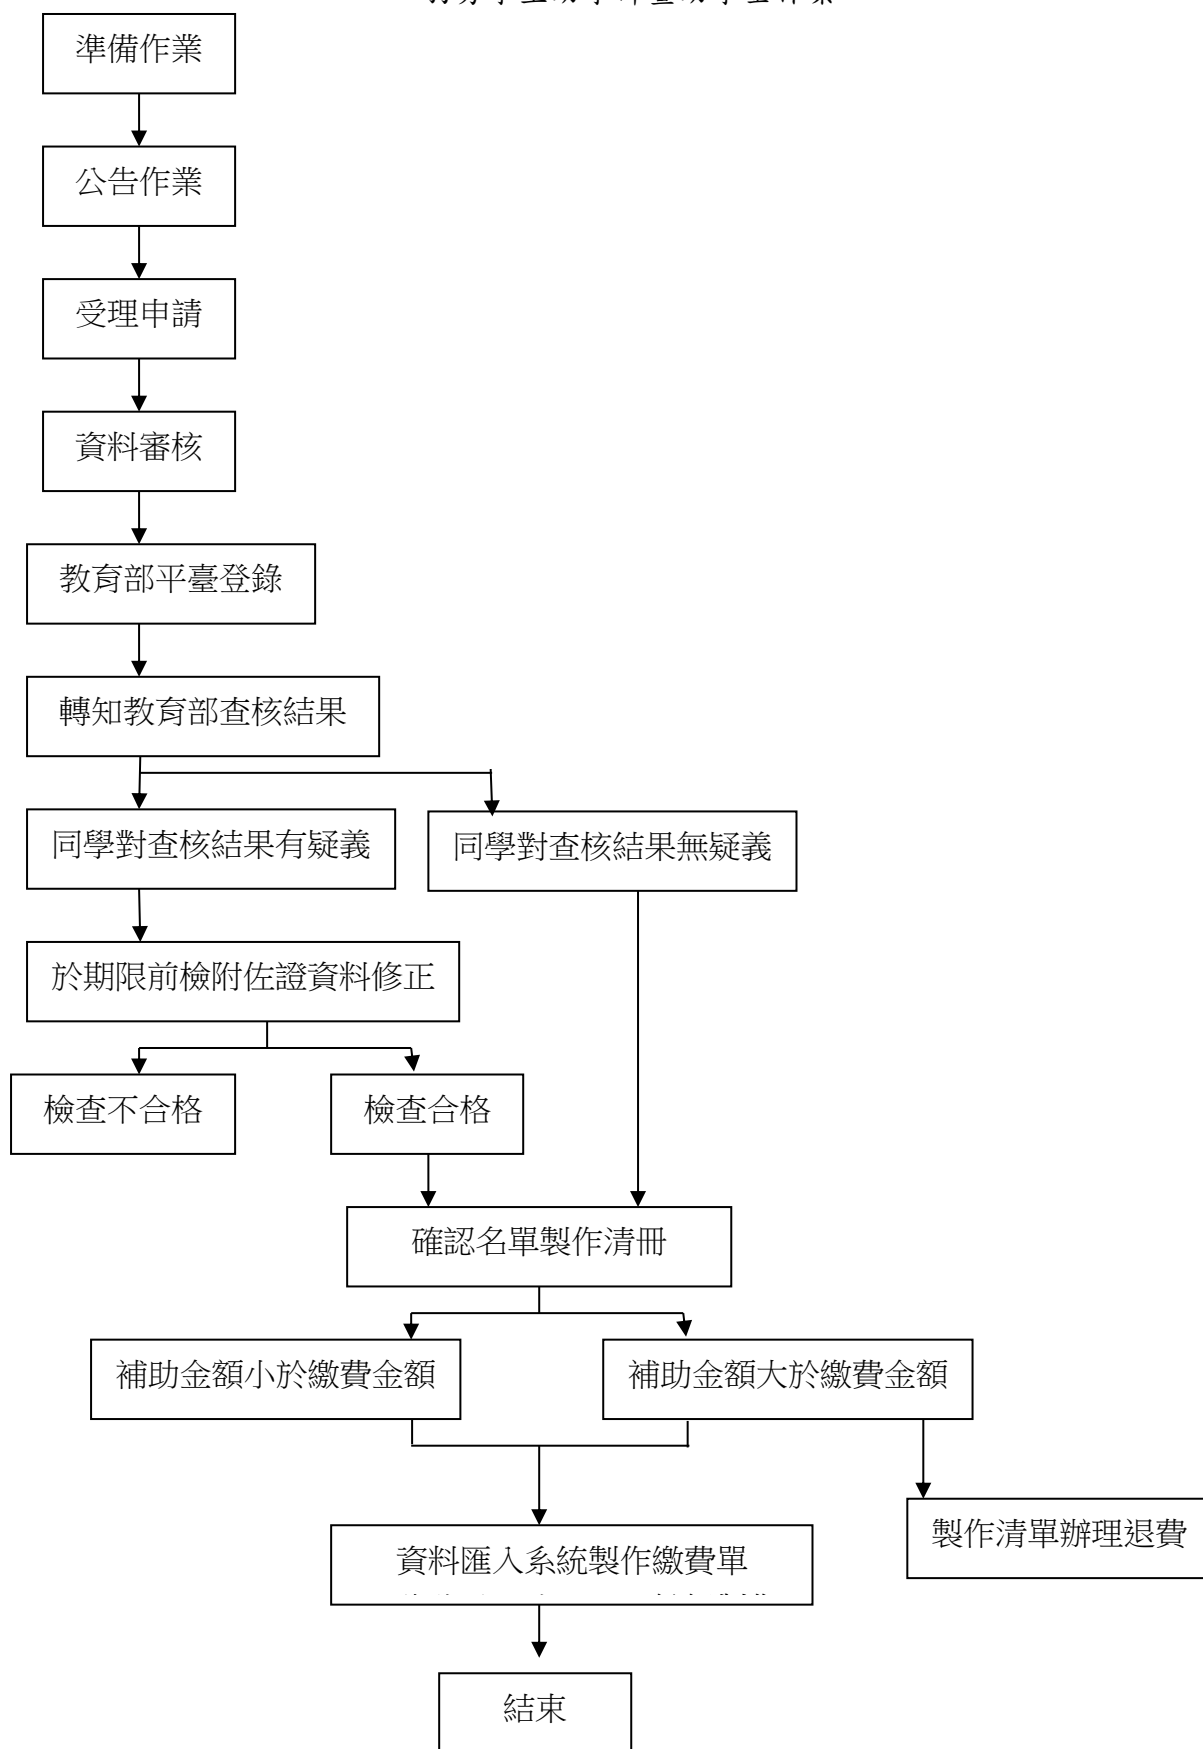 準備作業
公告作業
受理申請
資料審核
教育部平臺登錄
轉知教育部查核結果
同學對查核結果有疑義
同學對查核結果無疑義
於期限前檢附佐證資料修正
檢查不合格
檢查合格
確認名單製作清冊
補助金額小於繳費金額
補助金額大於繳費金額
製作清單辦理退費
資料匯入系統製作繳費單
結束